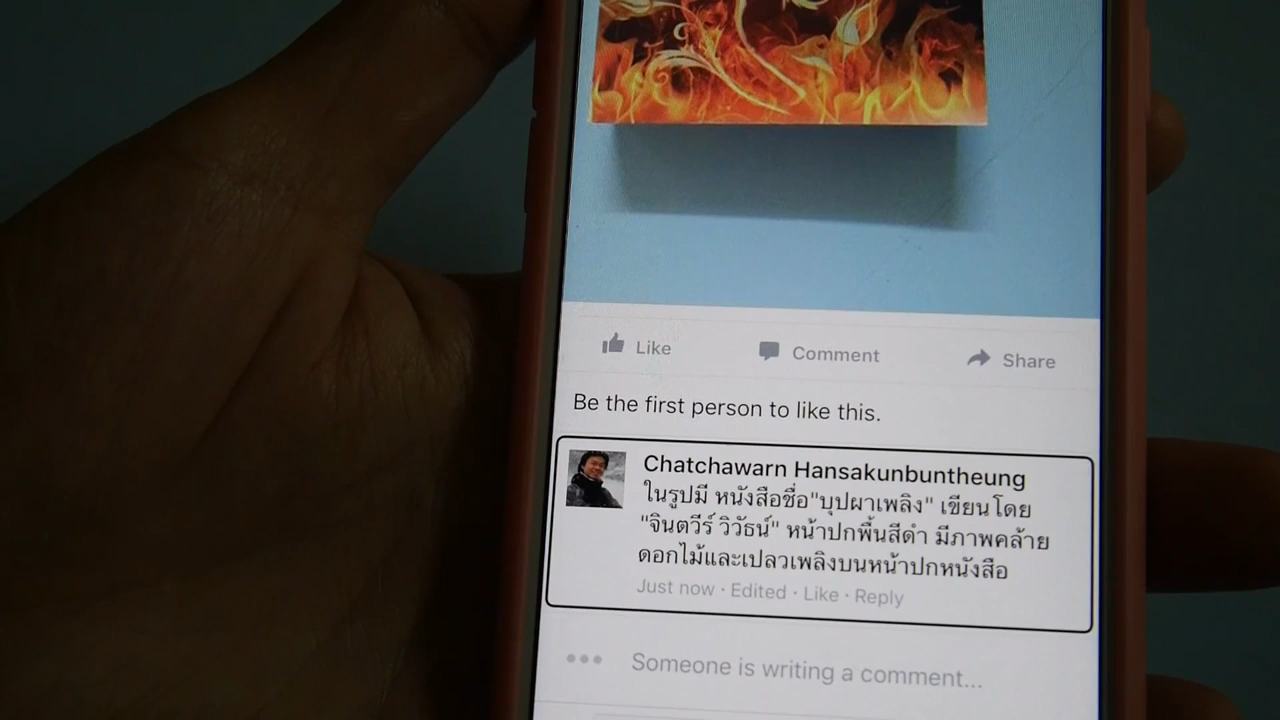 Like Comment Share
Be the first person to like this.
Chatchawarn Hansakunbuntheung
ในรูปมี หนังสือชื่อ"บุปผาเพลิง" เขียนโดย
"จินตวีร์ วิวัธน์" หน้าปกพื้นสีดำ มีภาพคล้าย
ดอกไม้และเปลวเพลิงบนหน้าปกหนังสือ
Just now · Edited · Like · Reply
Someone is writing a comment...